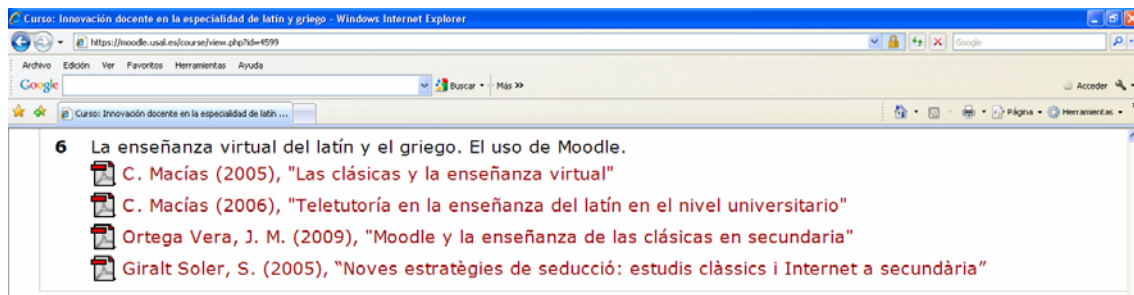 Curso: Innovación docente en la especialidad de latín y griego - Windows Internet Explorer
https://moodle.usal.es/course/view.php?id=4599
Google
Archivo Edición Ver Favoritos Herramientas Ayuda
Google Buscar Más Acceder
Curso: Innovación docente en la especialidad de latín ... Página Herramientas
6 La enseñanza virtual del latín y el griego. El uso de Moodle.
C. Macías (2005), "Las clásicas y la enseñanza virtual"
C. Macías (2006), "Teletutoría en la enseñanza del latín en el nivel universitario"
Ortega Vera, J. M. (2009), "Moodle y la enseñanza de las clásicas en secundaria"
Giralt Soler, S. (2005), “Noves estratègies de seducció: estudis clàssics i Internet a secundària”